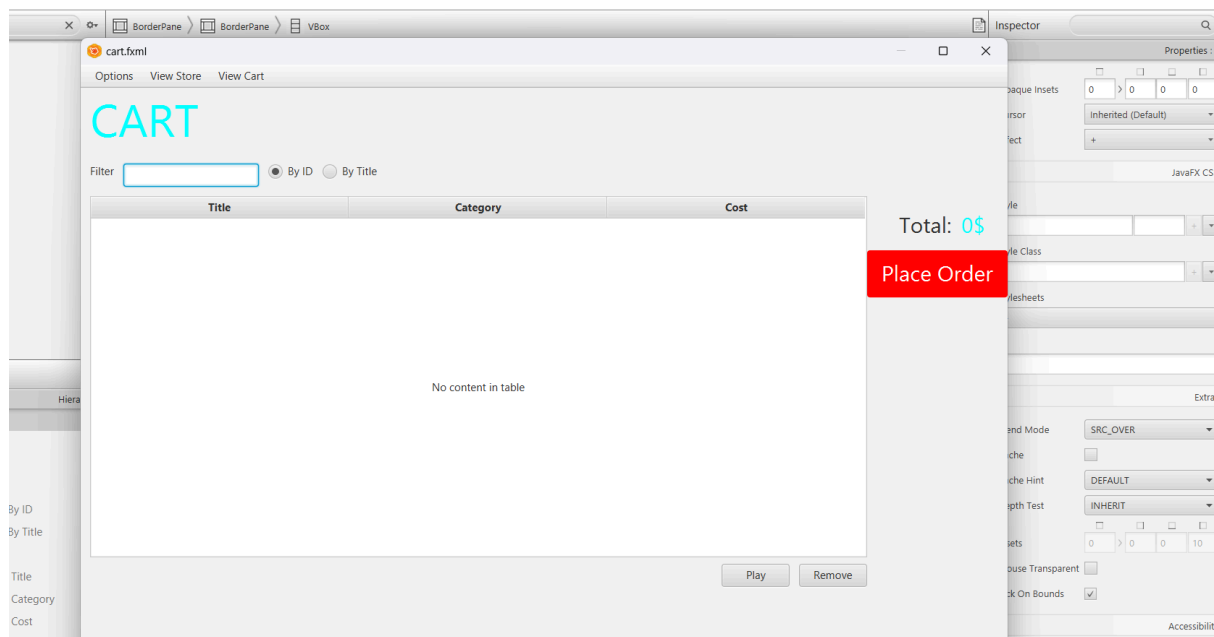 BorderPane BorderPane VBox Inspector
cart.fxml
Properties :
Options View Store View Cart
CART
Filter By ID By Title
Title Category Cost
Total: 0$
Place Order
No content in table
Play Remove
Hiera
By ID
By Title
Title
Category
Cost
paque Insets 0 0 0 0
rsor Inherited (Default)
fect +
JavaFX CS
yle
+
yle Class
+
ylesheets
Extra
end Mode SRC_OVER
che
che Hint DEFAULT
epth Test INHERIT
sets 0 0 0 10
ouse Transparent
ck On Bounds
Accessibilit